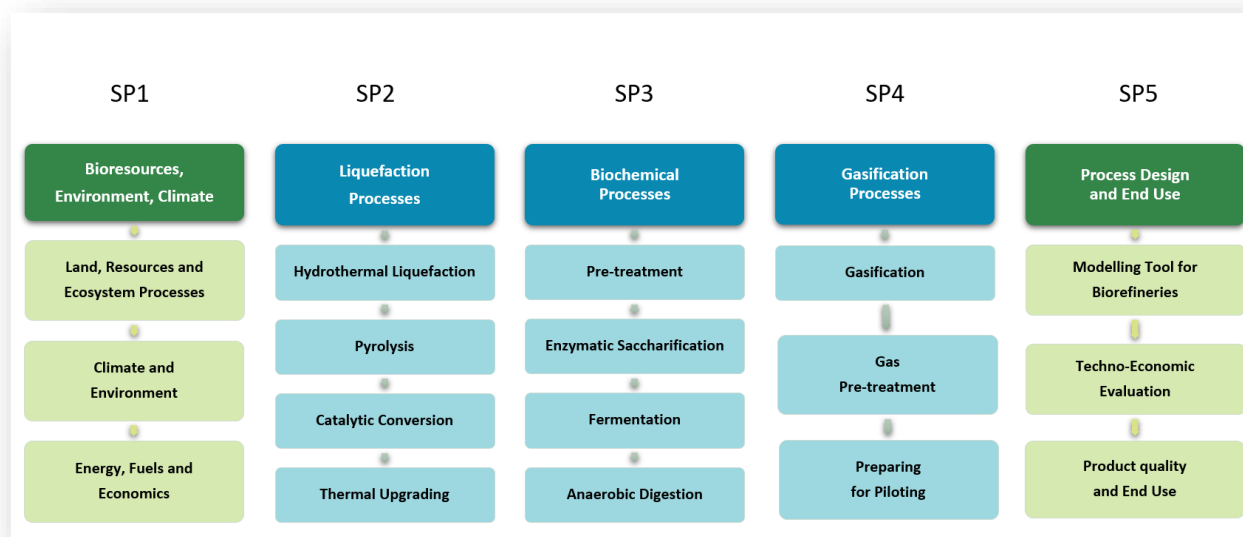 SP1
SP2
SP3
SP4
SP5
Bioresources,
Environment, Climate
Liquefaction
Processes
Biochemical
Processes
Gasification
Processes
Process Design
and End Use
Land, Resources and
Ecosystem Processes
Climate and
Environment
Energy, Fuels and
Economics
Hydrothermal Liquefaction
Pyrolysis
Catalytic Conversion
Thermal Upgrading
Pre-treatment
Enzymatic Saccharification
Fermentation
Anaerobic Digestion
Gasification
Gas
Pre-treatment
Preparing
for Piloting
Modelling Tool for
Biorefineries
Techno-Economic
Evaluation
Product quality
and End Use